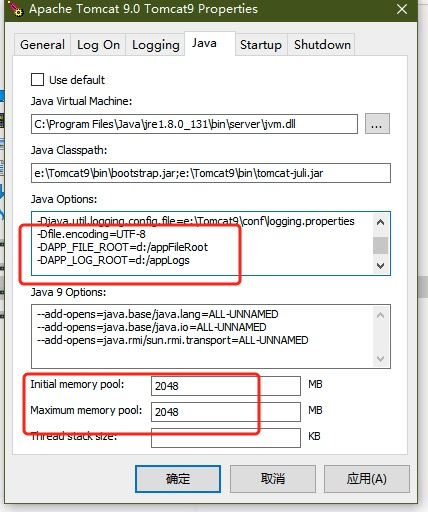 Apache Tomcat 9.0 Tomcat9 Properties
General Log On Logging Java Startup Shutdown
Use default
Java Virtual Machine:
C:\Program Files\Java\jre1.8.0_131\bin\server\jvm.dll
...
Java Classpath:
e:\Tomcat9\bin\bootstrap.jar;e:\Tomcat9\bin\tomcat-juli.jar
Java Options:
-Djava.util.logging.config.file=e:\Tomcat9\conf\logging.properties
-Dfile.encoding=UTF-8
-DAPP_FILE_ROOT=d:/appFileRoot
-DAPP_LOG_ROOT=d:/appLogs
Java 9 Options:
--add-opens=java.base/java.lang=ALL-UNNAMED
--add-opens=java.base/java.io=ALL-UNNAMED
--add-opens=java.rmi/sun.rmi.transport=ALL-UNNAMED
Initial memory pool: 2048 MB
Maximum memory pool: 2048 MB
Thread stack size: KB
确定 取消 应用(A)